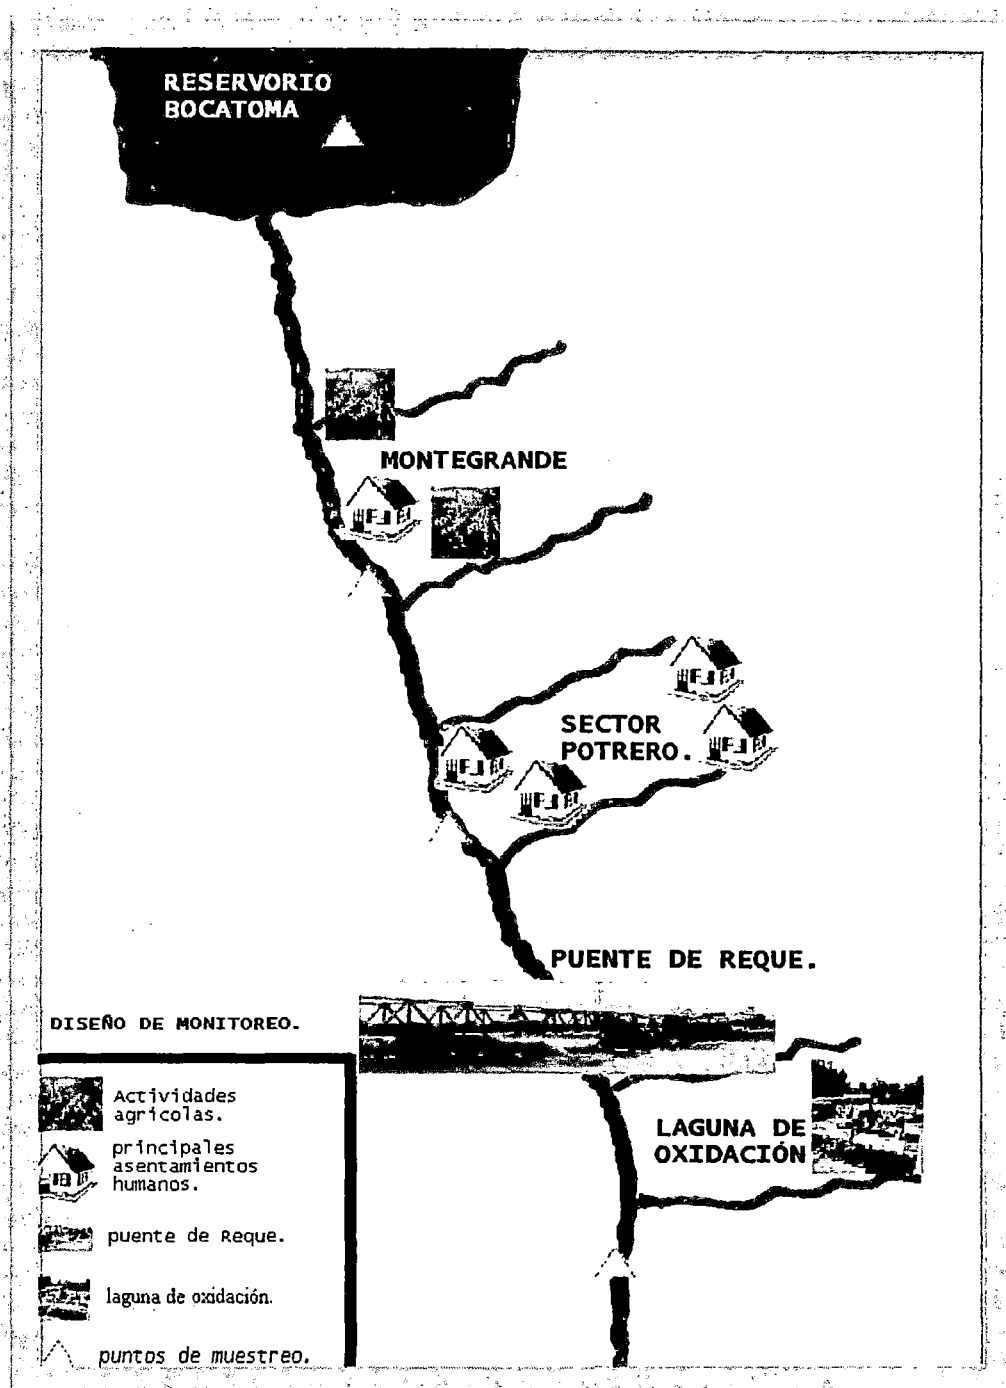 RESERVORIO
BOCATOMA
MONTEGRANDE
SECTOR
POTRERO.
PUENTE DE REQUE.
DISEÑO DE MONITOREO.
Actividades
agricolas.
principales
asentamientos
humanos.
puente de Reque.
laguna de oxidación.
puntos de muestreo.
LAGUNA DE
OXIDACIÓN